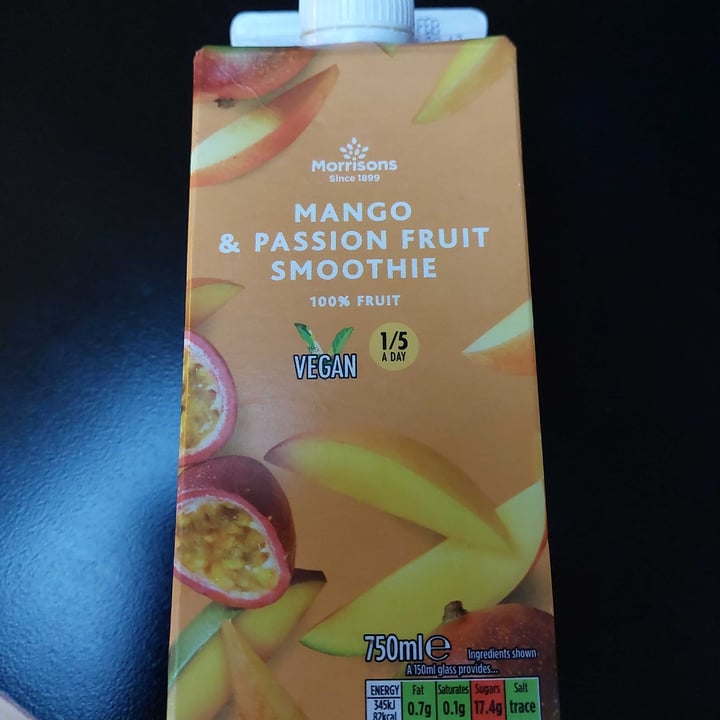 Morrisons
Since 1899
MANGO
& PASSION FRUIT
SMOOTHIE
100% FRUIT
VEGAN
1/5
A DAY
750ml e
Ingredients shown
A 150ml glass provides...
ENERGY Fat Saturates Sugars Salt
345kJ 0.7g 0.1g 17.4g trace
82kcal